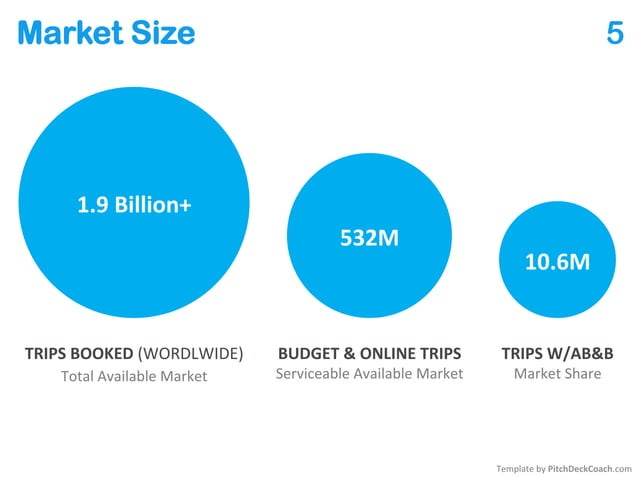 Market Size
5
1.9 Billion+
532M
10.6M
TRIPS BOOKED (WORDLWIDE)
Total Available Market
BUDGET & ONLINE TRIPS
Serviceable Available Market
TRIPS W/AB&B
Market Share
Template by PitchDeckCoach.com